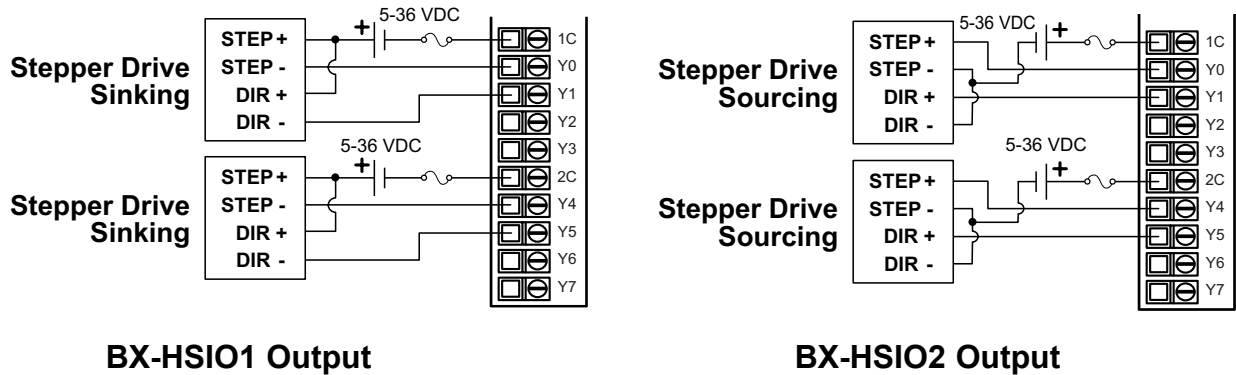 5-36 VDC
+
Stepper Drive
Sinking
STEP+
STEP -
DIR +
DIR -
1C
Y0
Y1
Y2
Y3
5-36 VDC
+
Stepper Drive
Sinking
STEP+
STEP -
DIR +
DIR -
2C
Y4
Y5
Y6
Y7
BX-HSIO1 Output
5-36 VDC
+
Stepper Drive
Sourcing
STEP+
STEP -
DIR +
DIR -
1C
Y0
Y1
Y2
Y3
5-36 VDC
+
Stepper Drive
Sourcing
STEP+
STEP -
DIR +
DIR -
2C
Y4
Y5
Y6
Y7
BX-HSIO2 Output